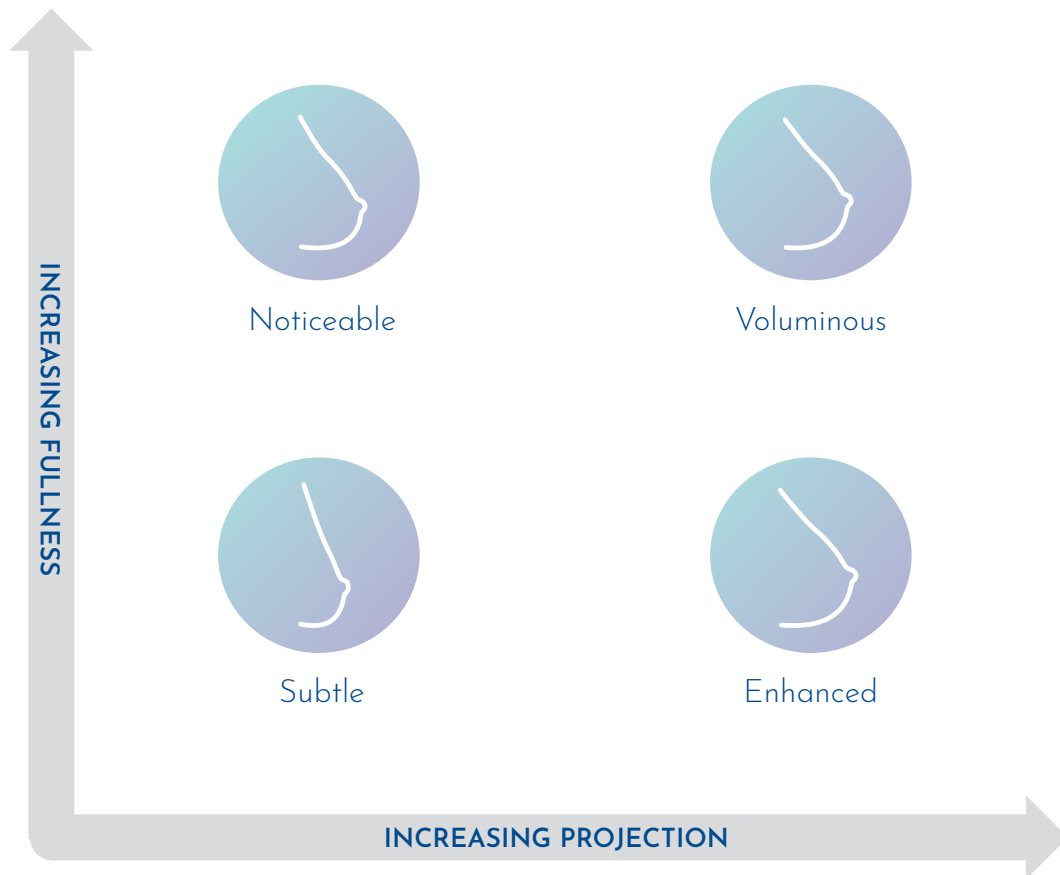 INCREASING FULLNESS
Noticeable
Voluminous
Subtle
Enhanced
INCREASING PROJECTION